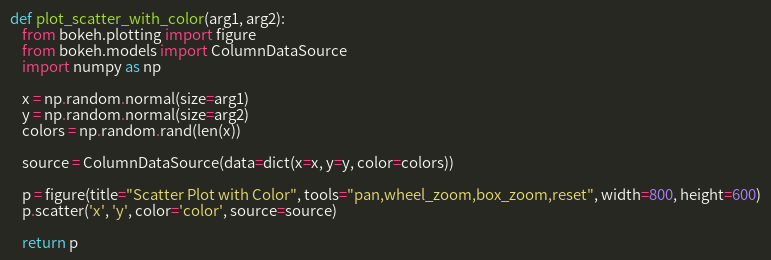 def plot_scatter_with_color(arg1, arg2):
    from bokeh.plotting import figure
    from bokeh.models import ColumnDataSource
    import numpy as np

    x = np.random.normal(size=arg1)
    y = np.random.normal(size=arg2)
    colors = np.random.rand(len(x))

    source = ColumnDataSource(data=dict(x=x, y=y, color=colors))

    p = figure(title="Scatter Plot with Color", tools="pan,wheel_zoom,box_zoom,reset", width=800, height=600)
    p.scatter('x', 'y', color='color', source=source)

    return p